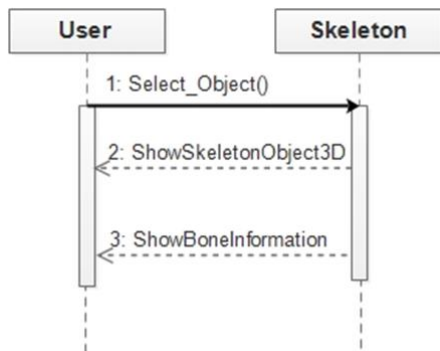 User
Skeleton
1: Select_Object()
2: ShowSkeletonObject3D
3: ShowBoneInformation